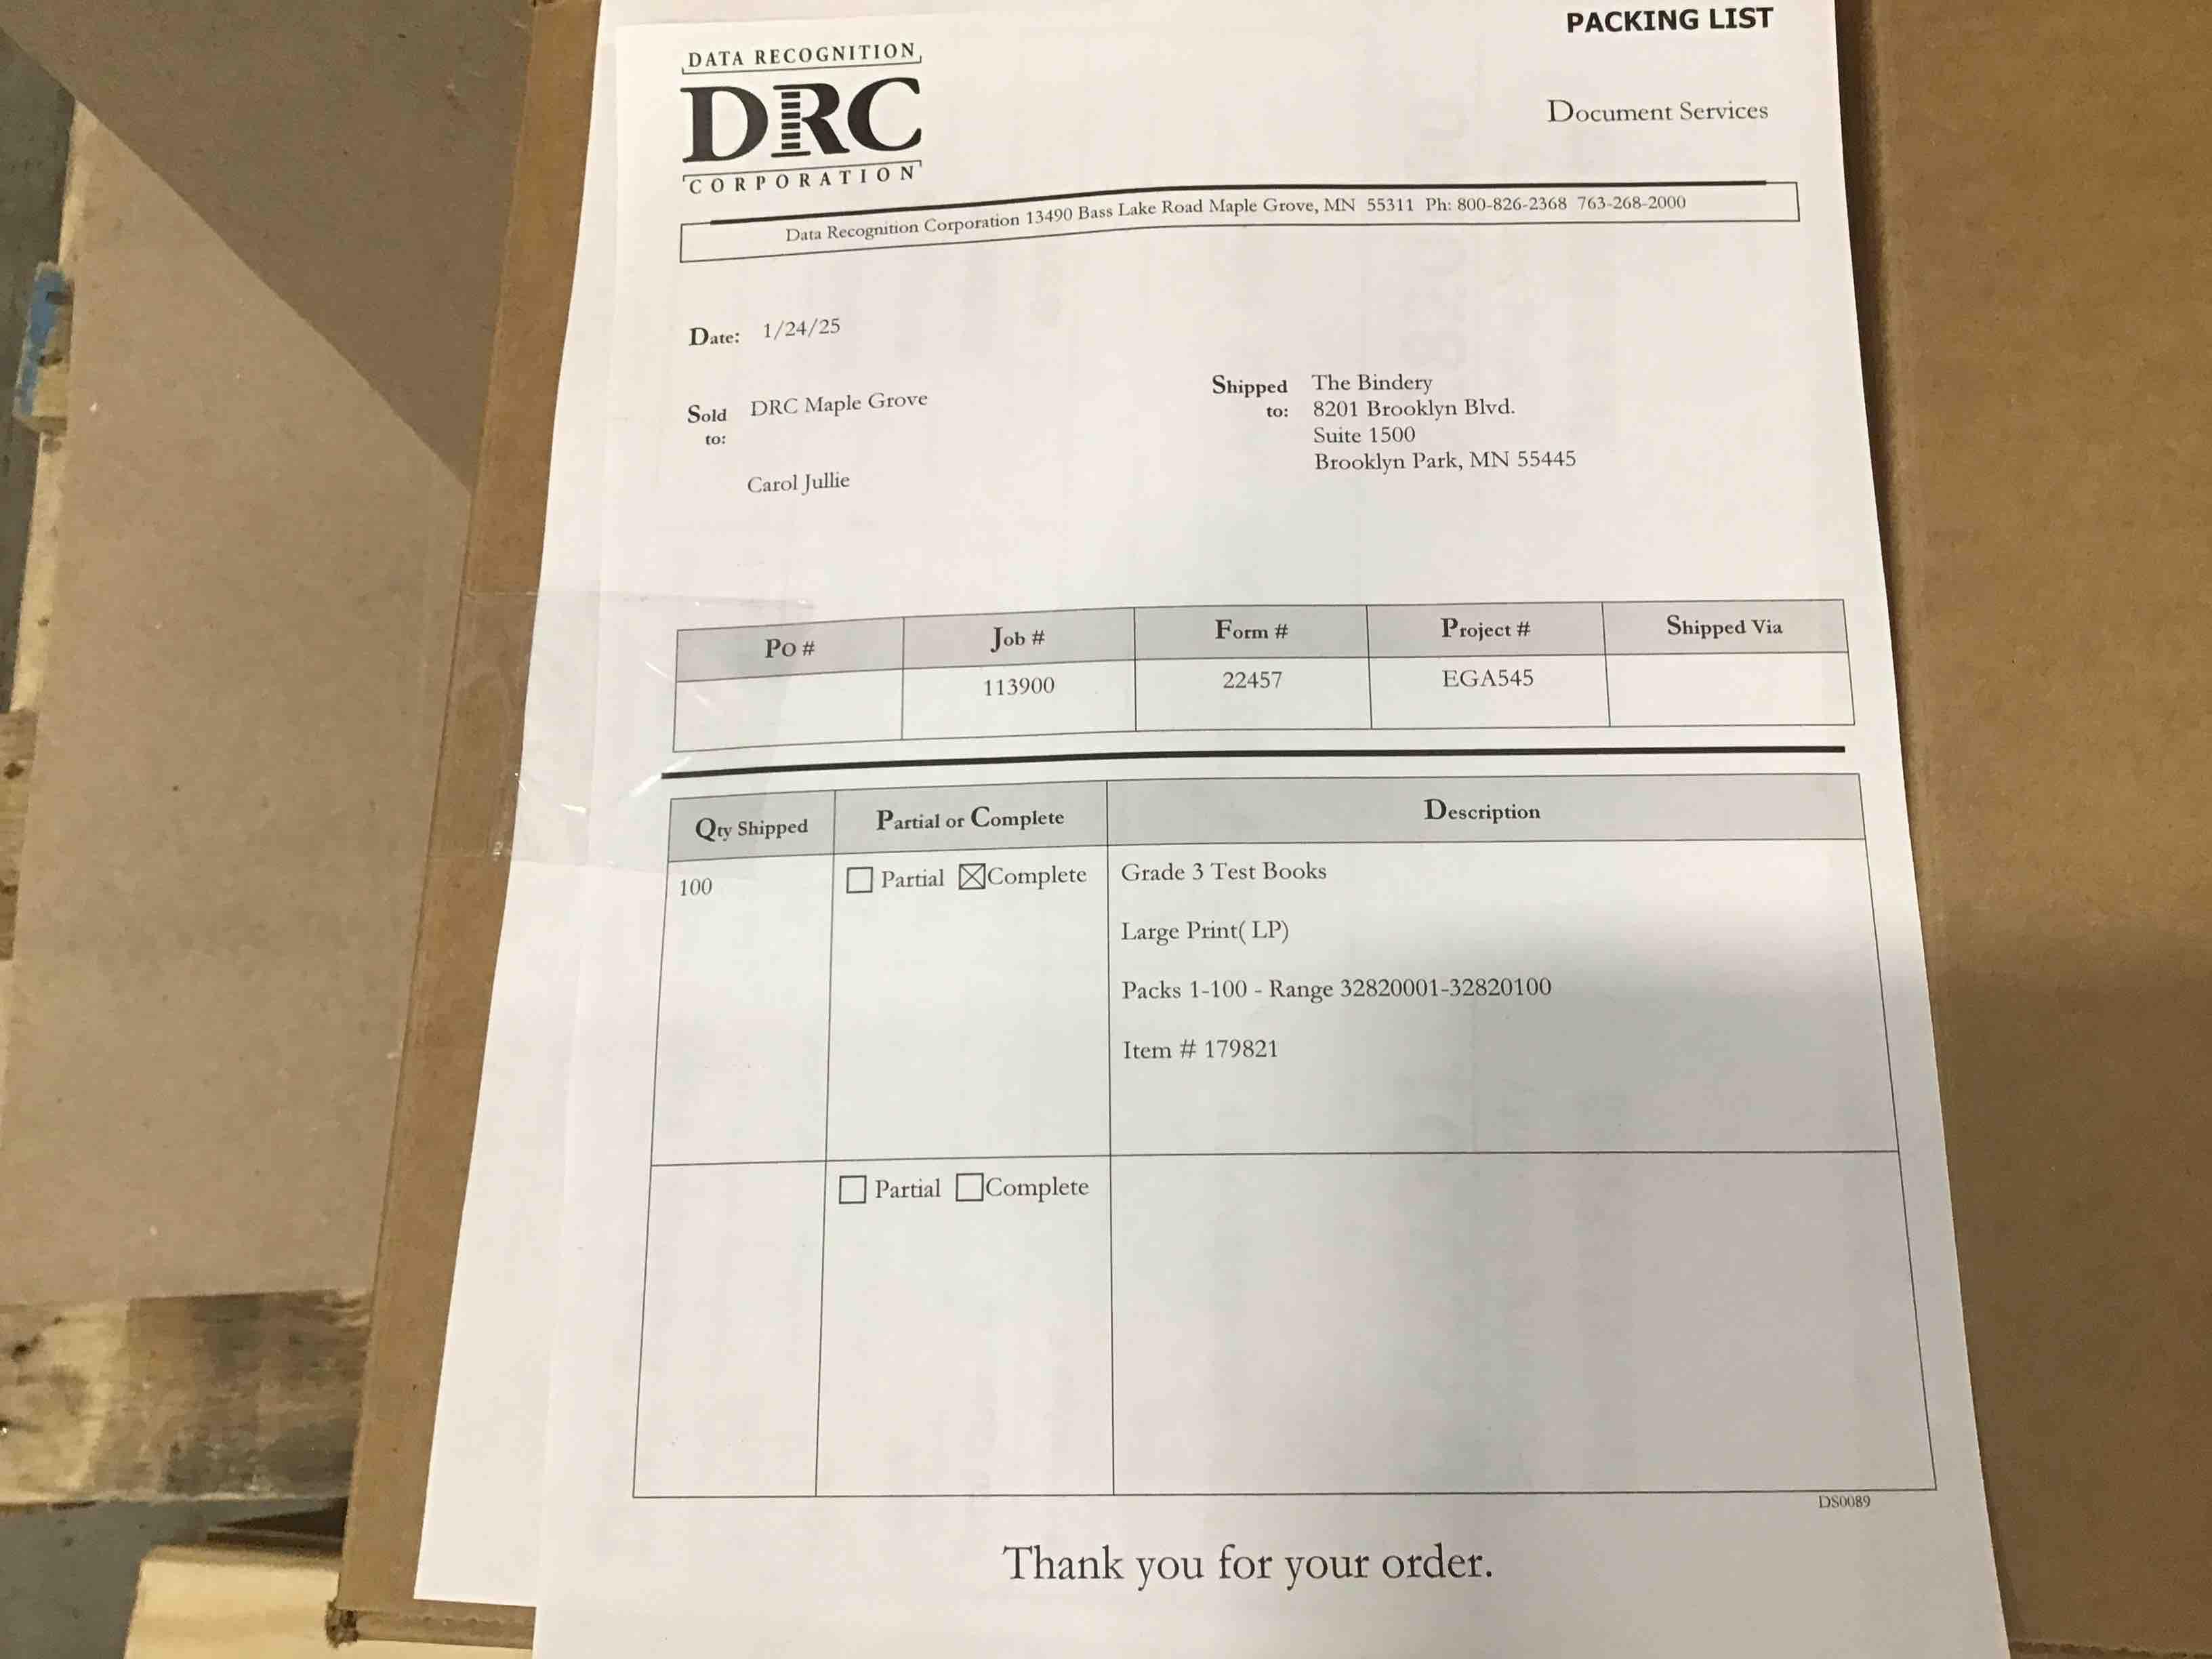 PACKING LIST
DATA RECOGNITION
DRC
CORPORATION
Document Services
Data Recognition Corporation 13490 Bass Lake Road Maple Grove, MN 55311 Ph: 800-826-2368 763-268-2000
Date: 1/24/25
Sold to: DRC Maple Grove
Carol Jullie
Shipped to: The Bindery
8201 Brooklyn Blvd.
Suite 1500
Brooklyn Park, MN 55445
Po # Job # Form # Project # Shipped Via
113900 22457 EGA545
Qty Shipped Partial or Complete Description
100 Partial Complete Grade 3 Test Books
Large Print( LP)
Packs 1-100 - Range 32820001-32820100
Item # 179821
Partial Complete
DS0089
Thank you for your order.